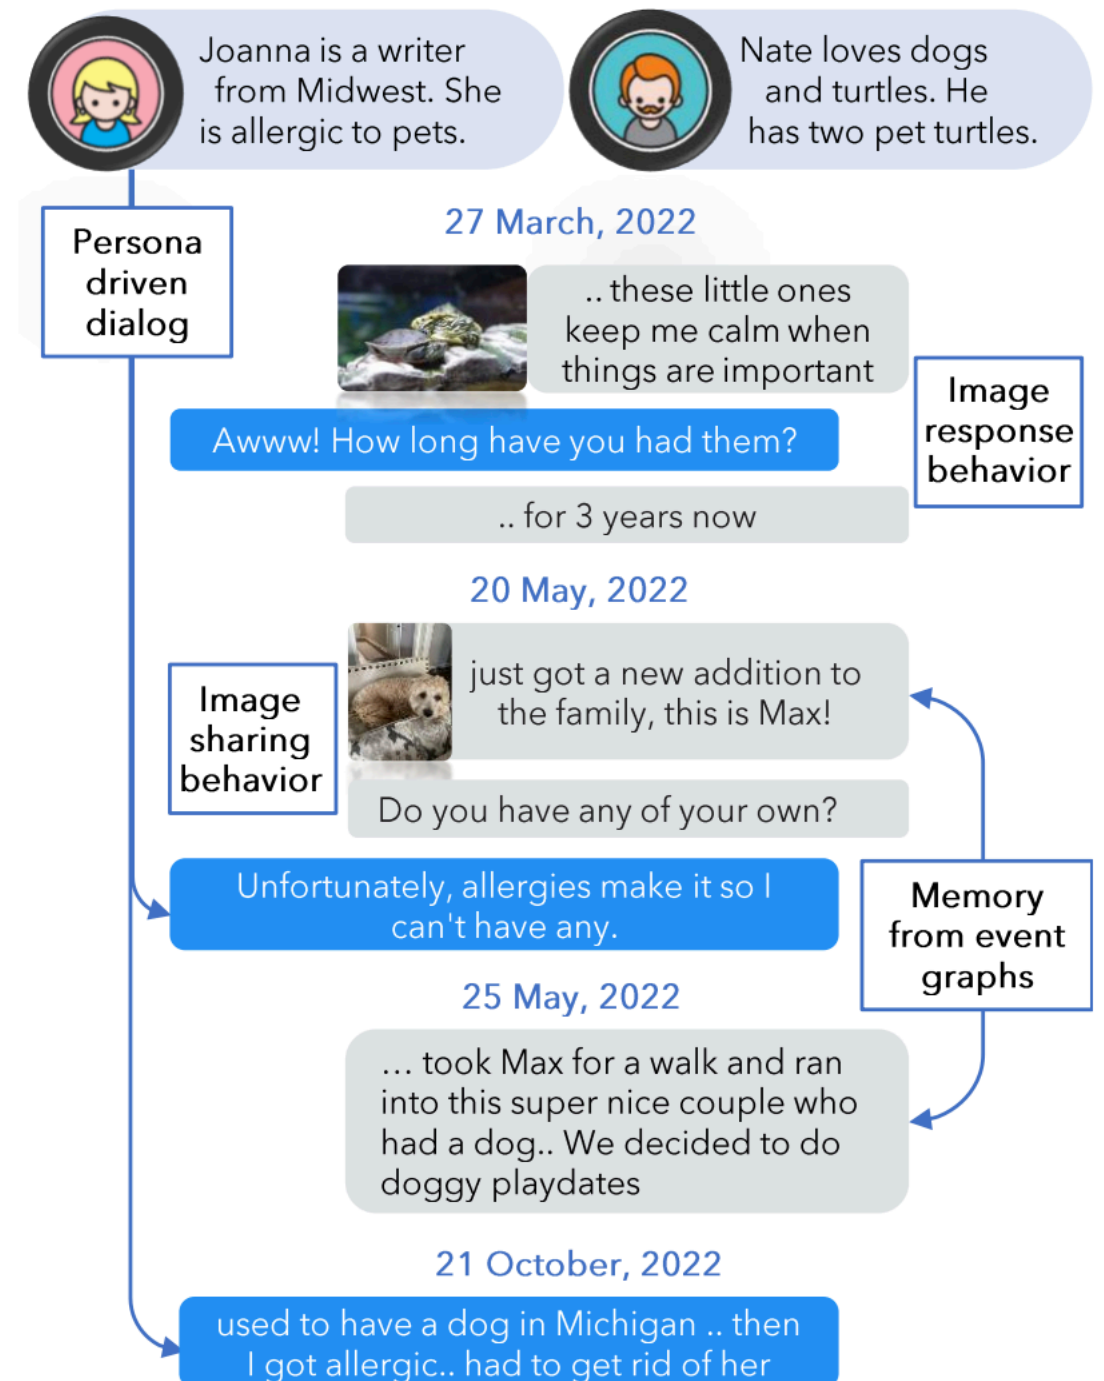 Joanna is a writer
from Midwest. She
is allergic to pets.
Nate loves dogs
and turtles. He
has two pet turtles.
Persona
driven
dialog
27 March, 2022
.. these little ones
keep me calm when
things are important
Image
response
behavior
Awww! How long have you had them?
.. for 3 years now
20 May, 2022
Image
sharing
behavior
just got a new addition to
the family, this is Max!
Do you have any of your own?
Unfortunately, allergies make it so I
can't have any.
Memory
from event
graphs
25 May, 2022
... took Max for a walk and ran
into this super nice couple who
had a dog.. We decided to do
doggy playdates
21 October, 2022
used to have a dog in Michigan .. then
I got allergic.. had to get rid of her